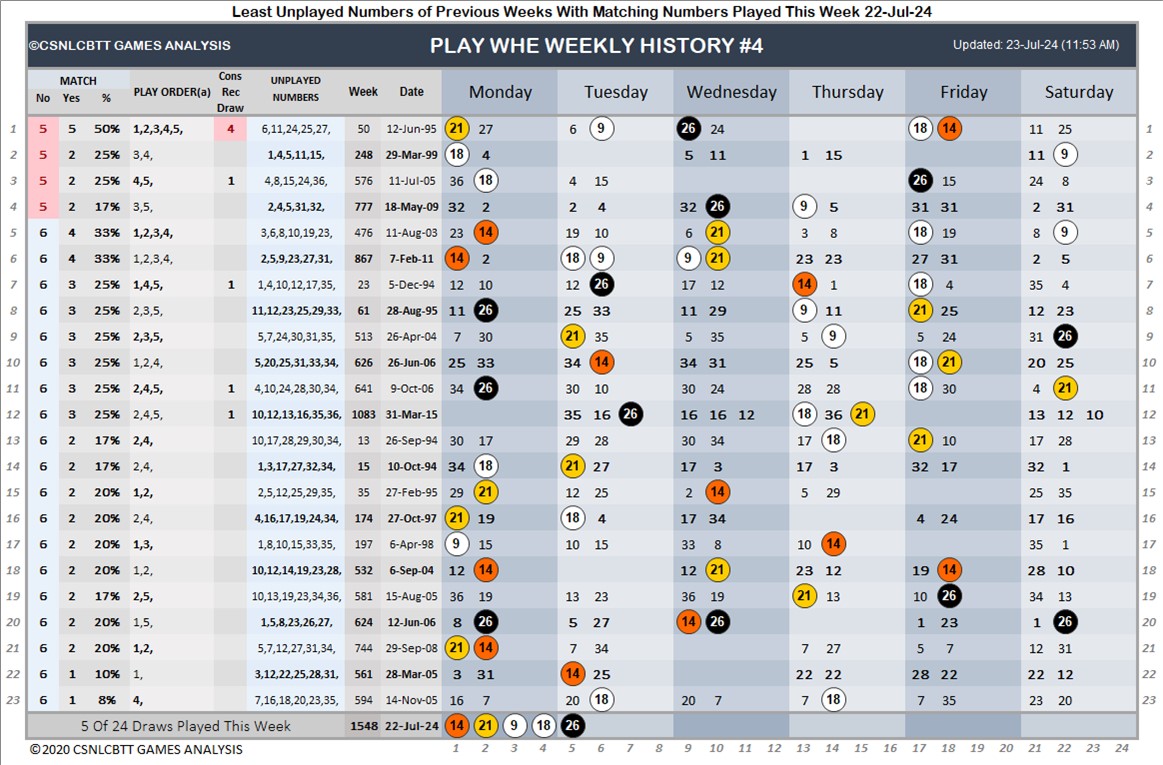 Least Unplayed Numbers of Previous Weeks With Matching Numbers Played This Week 22-Jul-24
©CSNLCBTT GAMES ANALYSIS PLAY WHE WEEKLY HISTORY #4 Updated: 23-Jul-24 (11:53 AM)
MATCH Cons Rec Draw UNPLAYED NUMBERS
No Yes % PLAY ORDER(a) Week Date Monday Tuesday Wednesday Thursday Friday Saturday
1 5 5 50% 1,2,3,4,5, 4 6,11,24,25,27, 50 12-Jun-95 21 27 6 9 26 24 18 14 11 25 1
2 5 2 25% 3,4, 1,4,5,11,15, 248 29-Mar-99 18 4 5 11 1 15 11 9 2
3 5 2 25% 4,5, 1 4,8,15,24,36, 576 11-Jul-05 36 18 4 15 26 15 24 8 3
4 5 2 17% 3,5, 2,4,5,31,32, 777 18-May-09 32 2 2 4 32 26 9 5 31 31 2 31 4
5 6 4 33% 1,2,3,4, 3,6,8,10,19,23, 476 11-Aug-03 23 14 19 10 6 21 3 8 18 19 8 9 5
6 6 4 33% 1,2,3,4, 2,5,9,23,27,31, 867 7-Feb-11 14 2 18 9 9 21 23 23 27 31 2 5 6
7 6 3 25% 1,4,5, 1 1,4,10,12,17,35, 23 5-Dec-94 12 10 12 26 17 12 14 1 18 4 35 4 7
8 6 3 25% 2,3,5, 11,12,23,25,29,33, 61 28-Aug-95 11 26 25 33 11 29 9 11 21 25 12 23 8
9 6 3 25% 2,3,5, 5,7,24,30,31,35, 513 26-Apr-04 7 30 21 35 5 35 5 9 5 24 31 26 9
10 6 3 25% 1,2,4, 5,20,25,31,33,34, 626 26-Jun-06 25 33 34 14 34 31 25 5 18 21 20 25 10
11 6 3 25% 2,4,5, 1 4,10,24,28,30,34, 641 9-Oct-06 34 26 30 10 30 24 28 28 18 30 4 21 11
12 6 3 25% 2,4,5, 1 10,12,13,16,35,36, 1083 31-Mar-15 35 16 26 16 16 12 18 36 21 13 12 10 12
13 6 2 17% 2,4, 10,17,28,29,30,34, 13 26-Sep-94 30 17 29 28 30 34 17 18 21 10 17 28 13
14 6 2 17% 2,4, 1,3,17,27,32,34, 15 10-Oct-94 34 18 21 27 17 3 17 3 32 17 32 1 14
15 6 2 20% 1,2, 2,5,12,25,29,35, 35 27-Feb-95 29 21 12 25 2 14 5 29 25 35 15
16 6 2 20% 2,4, 4,16,17,19,24,34, 174 27-Oct-97 21 19 18 4 17 34 4 24 17 16 16
17 6 2 20% 1,3, 1,8,10,15,33,35, 197 6-Apr-98 9 15 10 15 33 8 10 14 35 1 17
18 6 2 20% 1,2, 10,12,14,19,23,28, 532 6-Sep-04 12 14 12 21 23 12 19 14 28 10 18
19 6 2 17% 2,5, 10,13,19,23,34,36, 581 15-Aug-05 36 19 13 23 36 19 21 13 10 26 34 13 19
20 6 2 20% 1,5, 1,5,8,23,26,27, 624 12-Jun-06 8 26 5 27 14 26 1 23 1 26 20
21 6 2 20% 1,2, 5,7,12,27,31,34, 744 29-Sep-08 21 14 7 34 7 27 5 7 12 31 21
22 6 1 10% 1, 3,12,22,25,28,31, 561 28-Mar-05 3 31 14 25 22 22 28 22 22 12 22
23 6 1 8% 4, 7,16,18,20,23,35, 594 14-Nov-05 16 7 20 18 20 7 7 18 7 35 23 20 23
5 Of 24 Draws Played This Week 1548 22-Jul-24 14 21 9 18 26
©2020 CSNLCBTT GAMES ANALYSIS 1 2 3 4 5 6 7 8 9 10 11 12 13 14 15 16 17 18 19 20 21 22 23 24